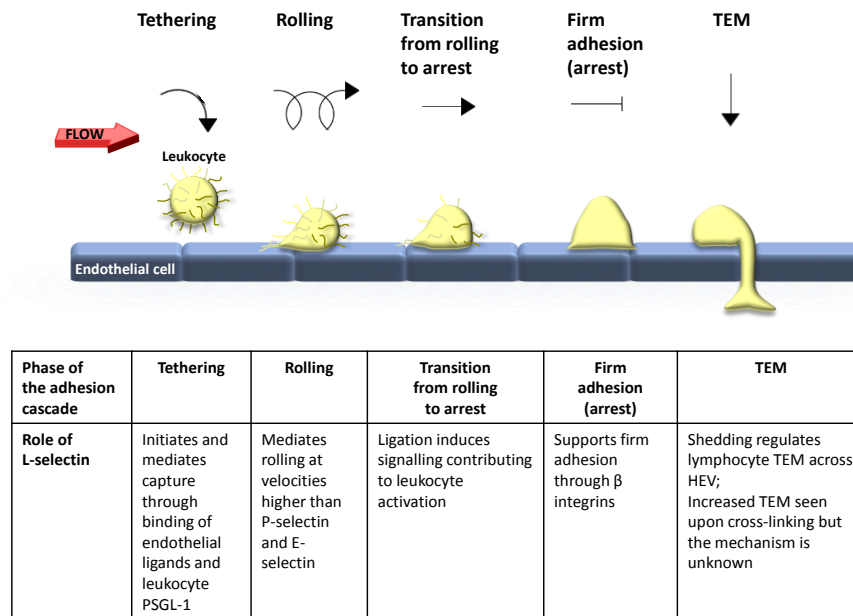 Tethering
Rolling
Transition
from rolling
to arrest
Firm
adhesion
(arrest)
TEM
FLOW
Leukocyte
Endothelial cell
Phase of
the adhesion
cascade
Tethering
Rolling
Transition
from rolling
to arrest
Firm
adhesion
(arrest)
TEM
Role of
L-selectin
Initiates and
mediates
capture
through
binding of
endothelial
ligands and
leukocyte
PSGL-1
Mediates
rolling at
velocities
higher than
P-selectin
and E-
selectin
Ligation induces
signalling contributing
to leukocyte
activation
Supports firm
adhesion
through β
integrins
Shedding regulates
lymphocyte TEM across
HEV;
Increased TEM seen
upon cross-linking but
the mechanism is
unknown